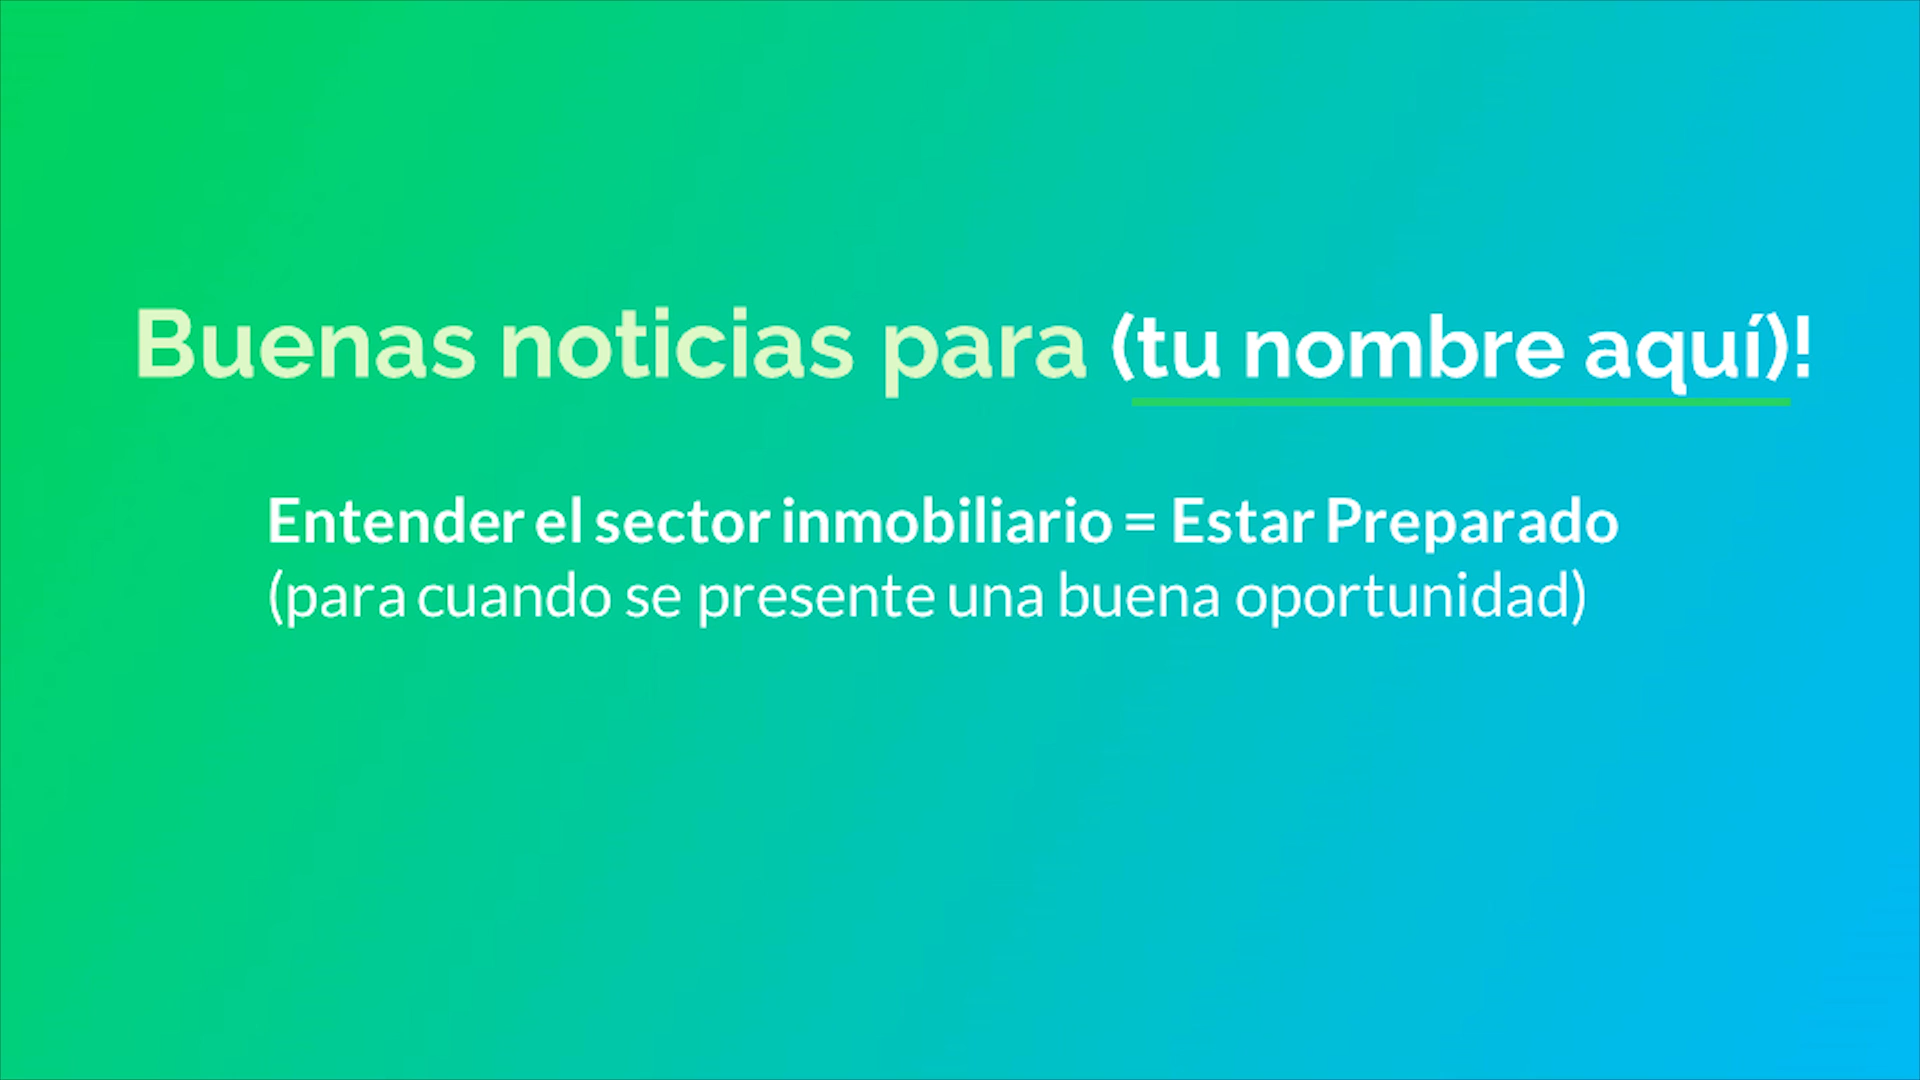 Buenas noticias para (tu nombre aquí)!
Entender el sector inmobiliario = Estar Preparado
(para cuando se presente una buena oportunidad)